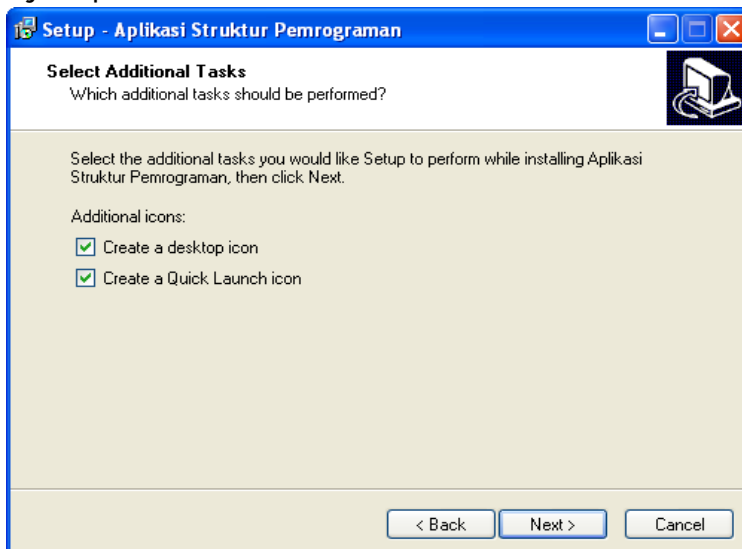 Setup - Aplikasi Struktur Pemrograman
Select Additional Tasks
Which additional tasks should be performed?
Select the additional tasks you would like Setup to perform while installing Aplikasi
Struktur Pemrograman, then click Next.
Additional icons:
Create a desktop icon
Create a Quick Launch icon
< Back Next > Cancel